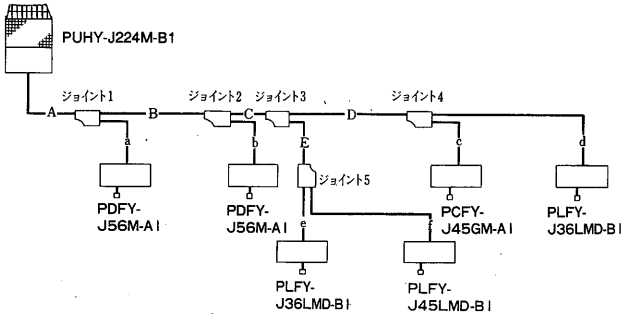 PUHY-J224M-B1
ジョイント1
ジョイント2
ジョイント3
ジョイント4
A
B
C
D
a
b
E
c
d
ジョイント5
PDFY-
J56M-A1
PDFY-
J56M-A1
PCFY-
J45GM-A1
PLFY-
J36LMD-B1
e
f
PLFY-
J36LMD-B1
PLFY-
J45LMD-B1